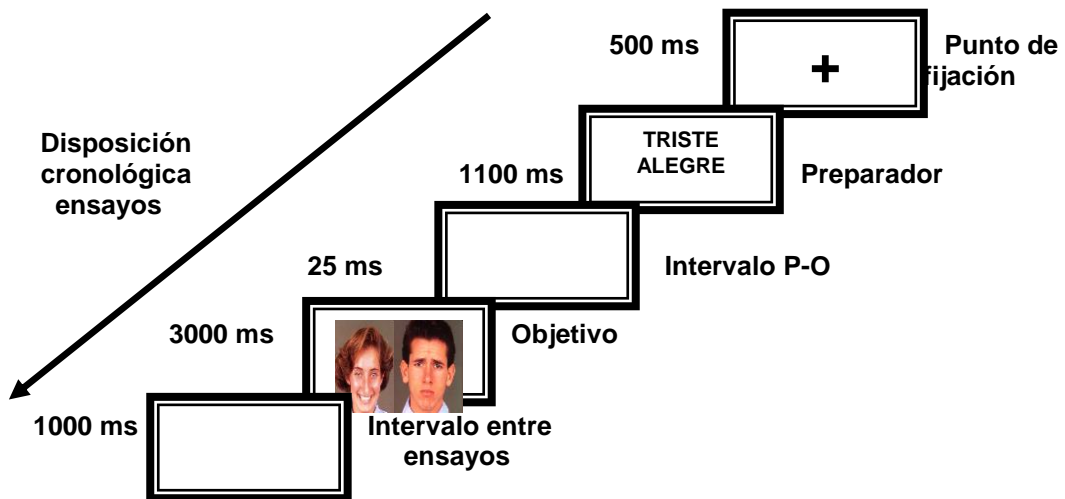 500 ms
+
Punto de
fijación
TRISTE
ALEGRE
Disposición
cronológica
ensayos
1100 ms
Preparador
25 ms
Intervalo P-O
3000 ms
Objetivo
1000 ms
Intervalo entre
ensayos